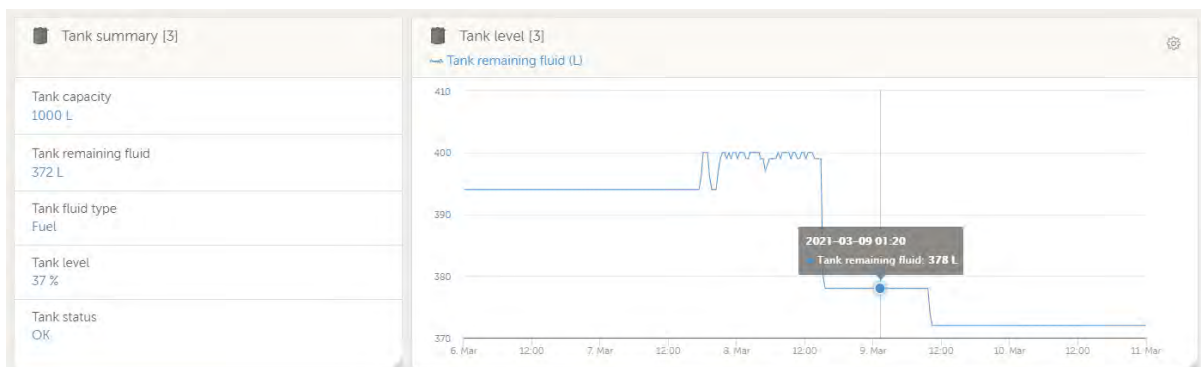 Tank summary [3]
Tank capacity
1000 L
Tank remaining fluid
372 L
Tank fluid type
Fuel
Tank level
37 %
Tank status
OK
Tank level [3]
Tank remaining fluid (L)
410
400
390
380
370
2021-03-09 01:20
Tank remaining fluid: 378 L
6. Mar 12:00 7. Mar 12:00 8. Mar 12:00 9. Mar 12:00 10. Mar 12:00 11. Mar